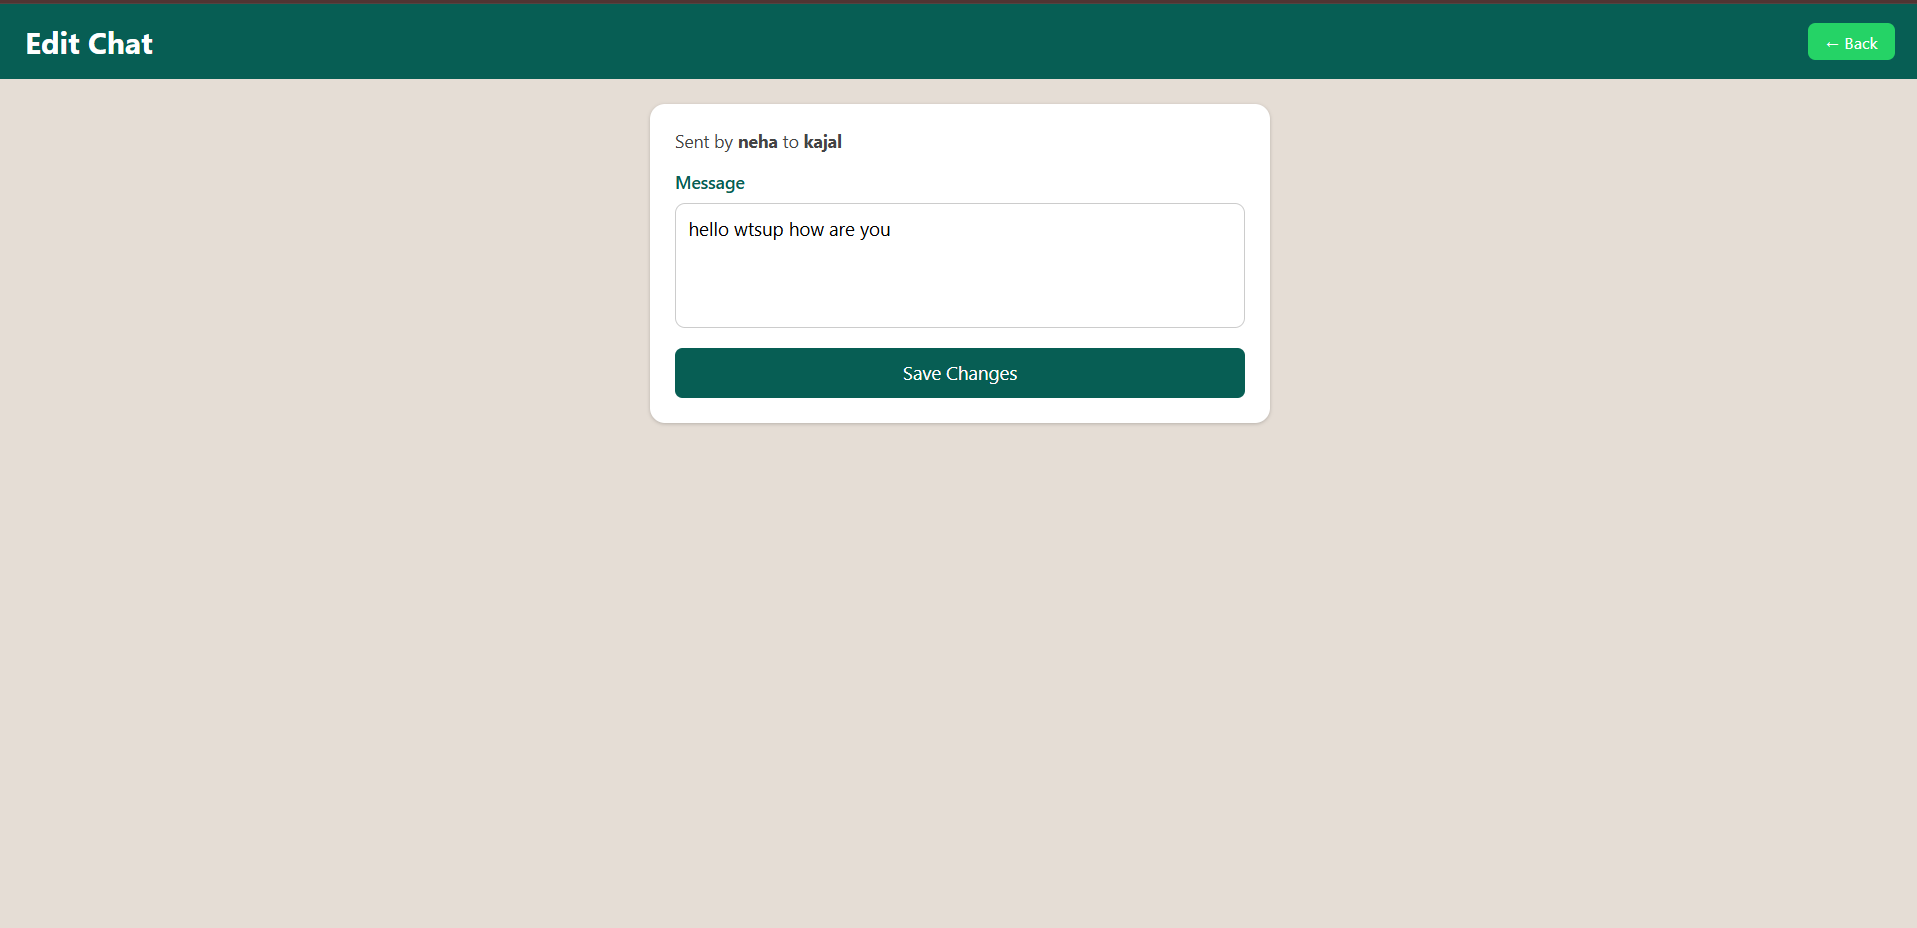 Edit Chat
← Back
Sent by neha to kajal
Message
hello wtsup how are you
Save Changes